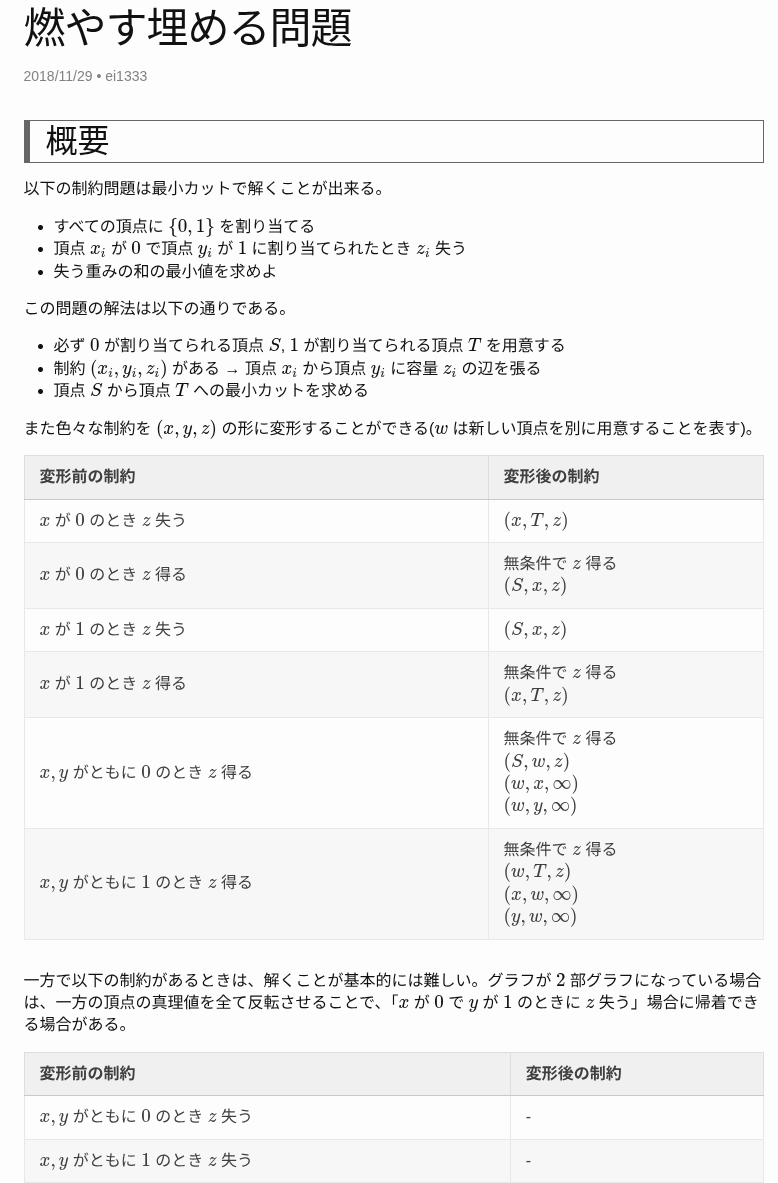 燃やす埋める問題
2018/11/29 • ei1333
概要
以下の制約問題は最小カットで解くことが出来る。
• すべての頂点に {0, 1} を割り当てる
• 頂点 xᵢ が 0 で頂点 yᵢ が 1 に割り当てられたとき zᵢ 失う
• 失う重みの和の最小値を求めよ
この問題の解法は以下の通りである。
• 必ず 0 が割り当てられる頂点 S, 1 が割り当てられる頂点 T を用意する
• 制約 (xᵢ, yᵢ, zᵢ) がある → 頂点 xᵢ から頂点 yᵢ に容量 zᵢ の辺を張る
• 頂点 S から頂点 T への最小カットを求める
また色々な制約を (x, y, z) の形に変形することができる(w は新しい頂点を別に用意することを表す)。
変形前の制約 変形後の制約
x が 0 のとき z 失う (x, T, z)
x が 0 のとき z 得る 無条件で z 得る
(S, x, z)
x が 1 のとき z 失う (S, x, z)
x が 1 のとき z 得る 無条件で z 得る
(x, T, z)
x, y がともに 0 のとき z 得る 無条件で z 得る
(S, w, z)
(w, x, ∞)
(w, y, ∞)
x, y がともに 1 のとき z 得る 無条件で z 得る
(w, T, z)
(x, w, ∞)
(y, w, ∞)
一方で以下の制約があるときは、解くことが基本的には難しい。グラフが 2 部グラフになっている場合
は、一方の頂点の真理値を全て反転させることで、「x が 0 で y が 1 のときに z 失う」場合に帰着でき
る場合がある。
変形前の制約 変形後の制約
x, y がともに 0 のとき z 失う -
x, y がともに 1 のとき z 失う -